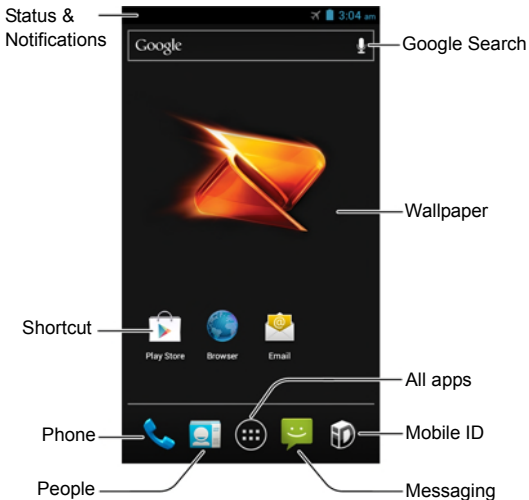 Status &
Notifications
3:04 am
Google
Google Search
Wallpaper
Shortcut
Play Store
Browser
Email
All apps
Phone
Mobile ID
People
Messaging